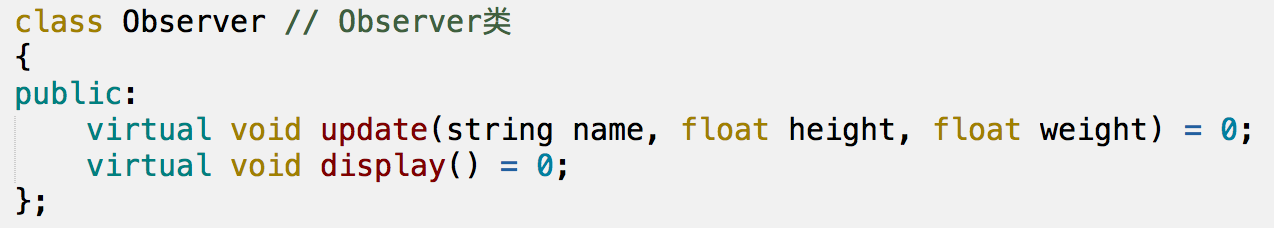 class Observer // Observer类
{
public:
    virtual void update(string name, float height, float weight) = 0;
    virtual void display() = 0;
};